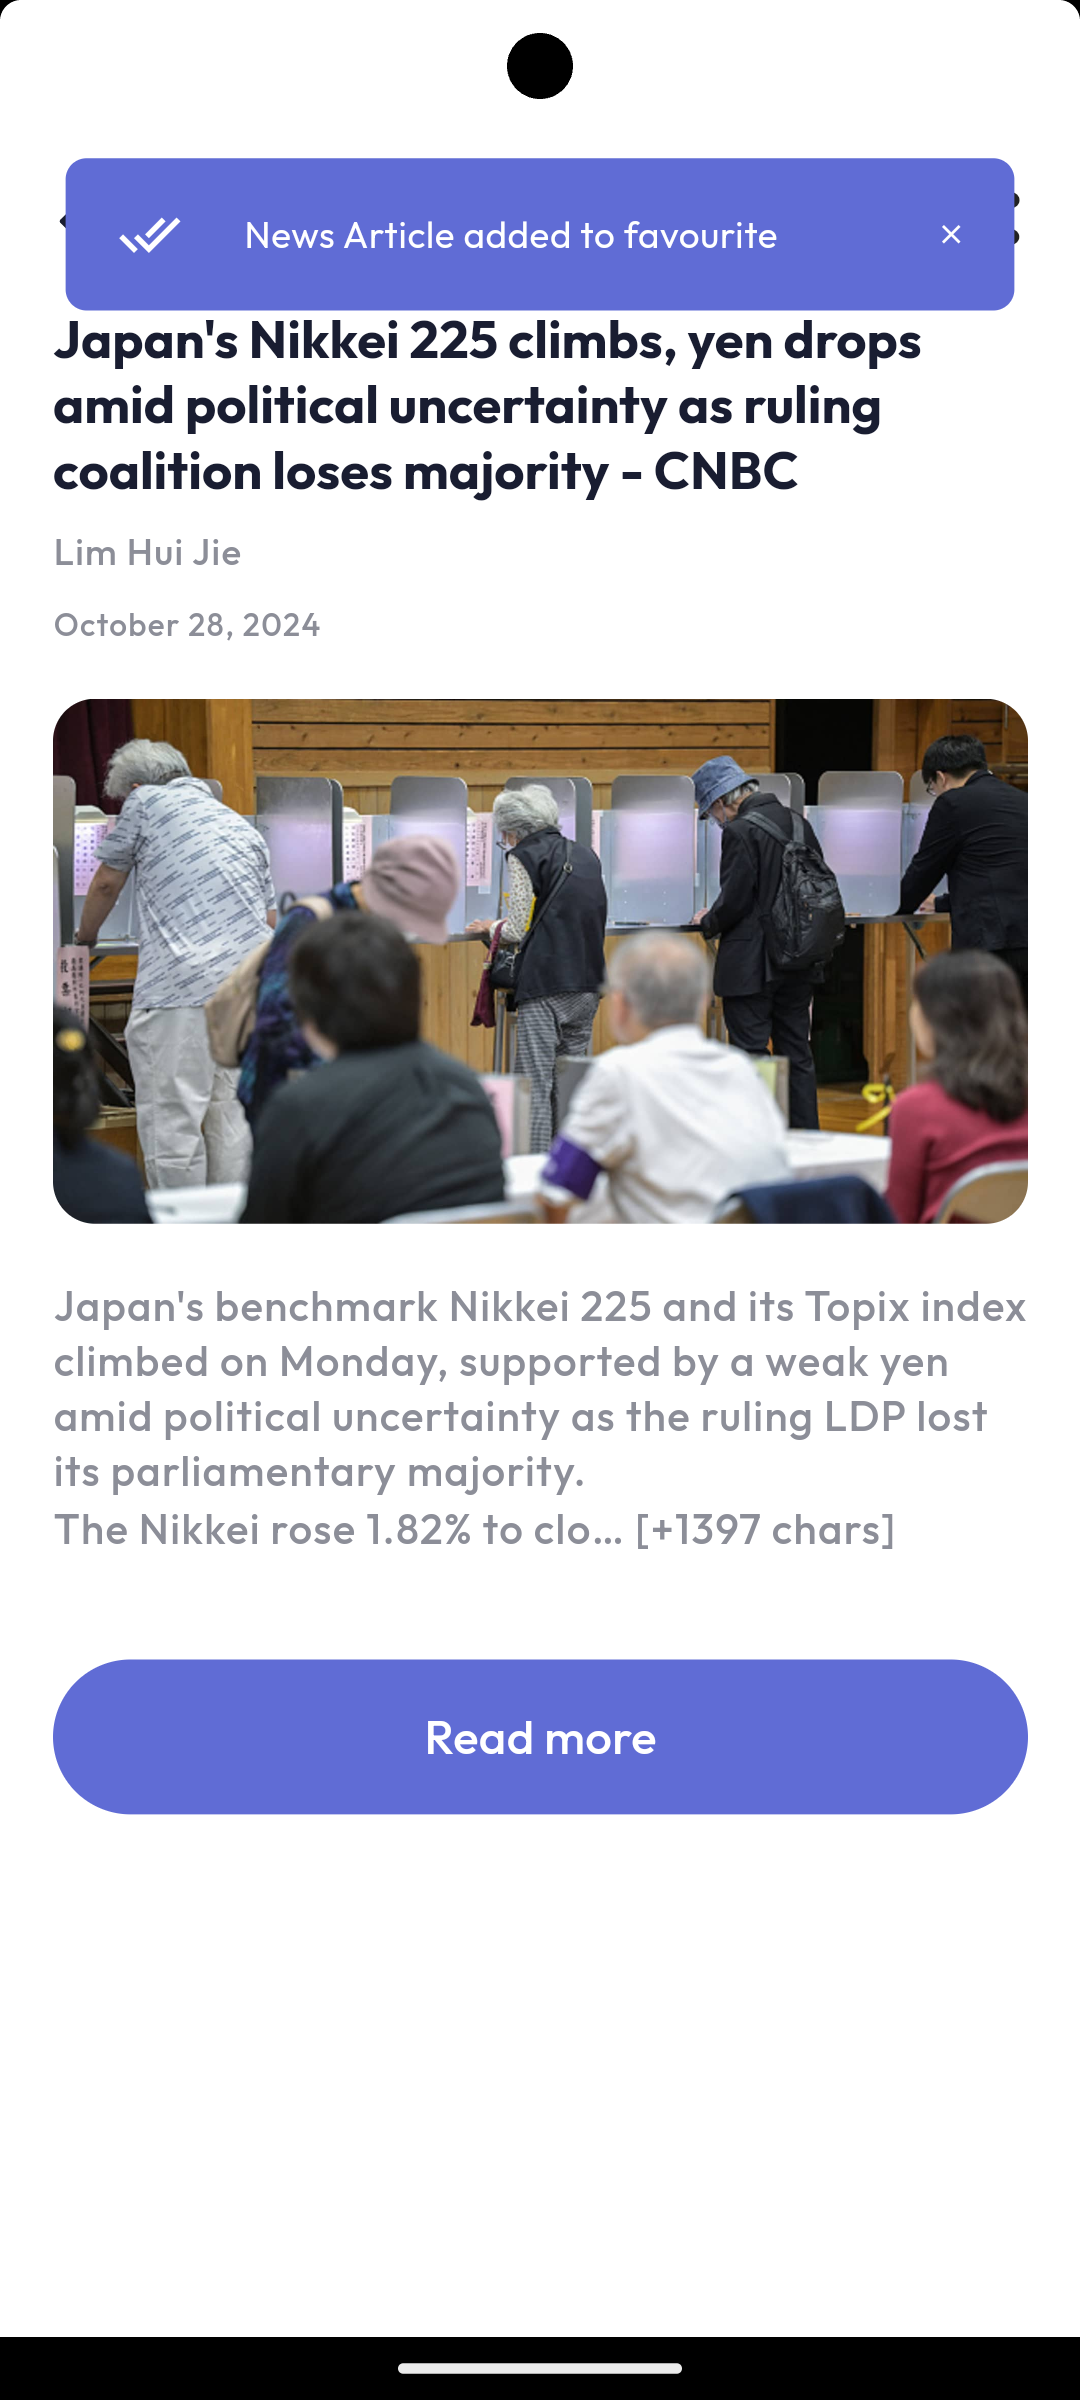 News Article added to favourite
Japan's Nikkei 225 climbs, yen drops
amid political uncertainty as ruling
coalition loses majority - CNBC
Lim Hui Jie
October 28, 2024
Japan's benchmark Nikkei 225 and its Topix index
climbed on Monday, supported by a weak yen
amid political uncertainty as the ruling LDP lost
its parliamentary majority.
The Nikkei rose 1.82% to clo… [+1397 chars]
Read more